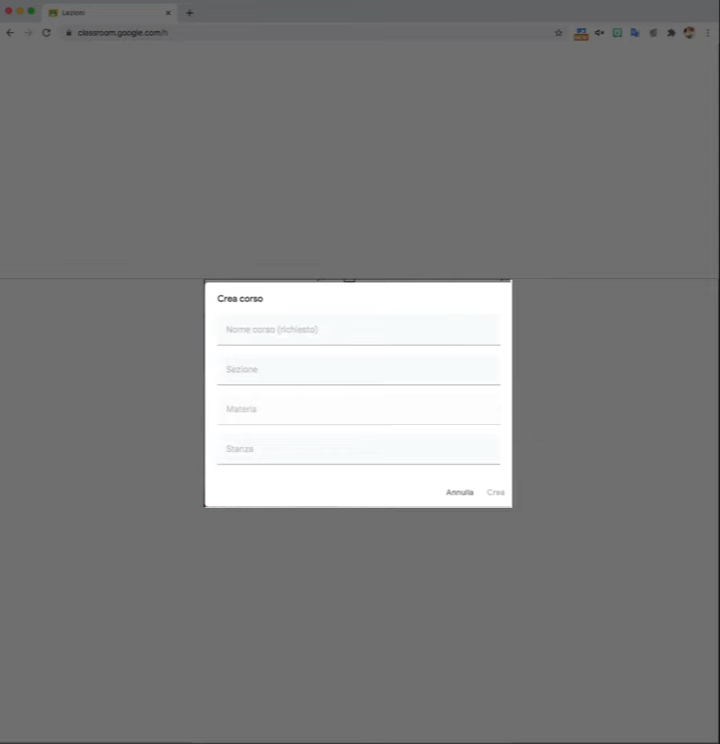 Lezioni
classroom.google.com/h
Crea corso
Nome corso (richiesto)
Sezione
Materia
Stanza
Annulla Crea